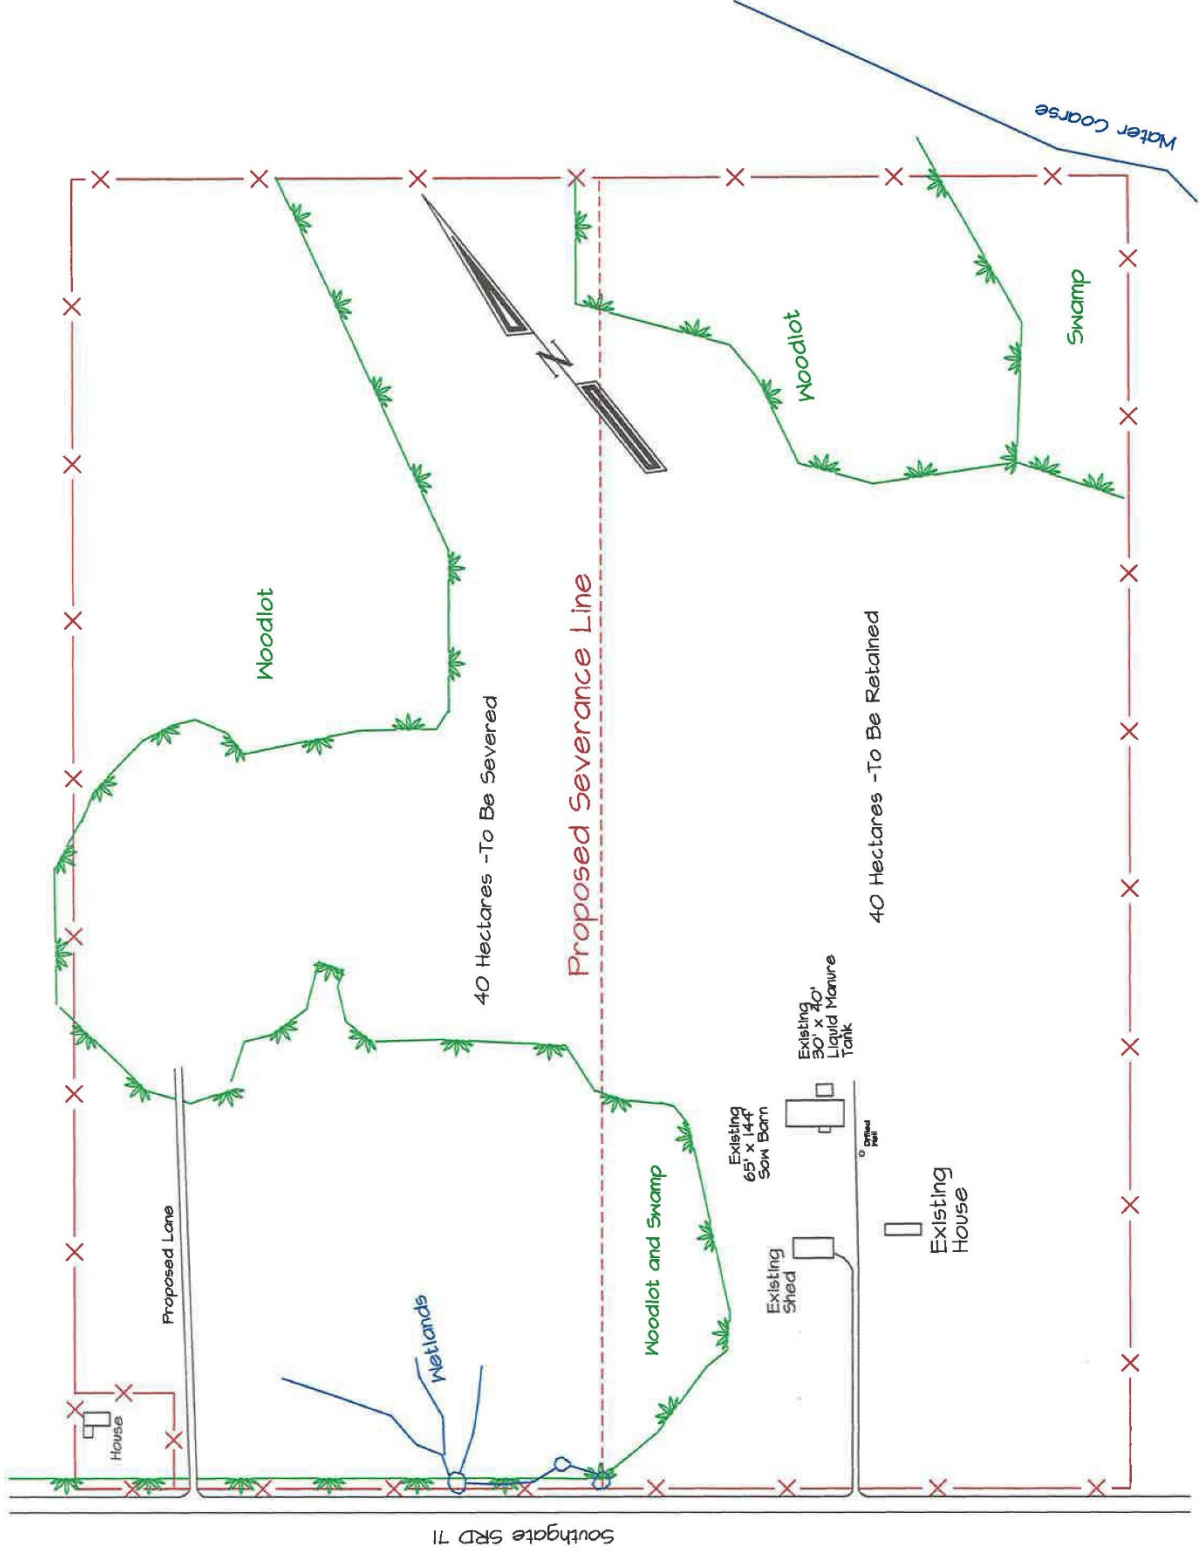 Water Coarse
Swamp
Woodlot
N
Woodlot
Proposed Severance Line
40 Hectares -To Be Severed
40 Hectares -To Be Retained
Existing
30' x 40'
Liquid Manure
Tank
Existing
65' x 144'
Sow Barn
Drilled
Well
Existing
House
Existing
Shed
Woodlot and Swamp
Wetlands
Proposed Lane
House
Southgate SRD 71